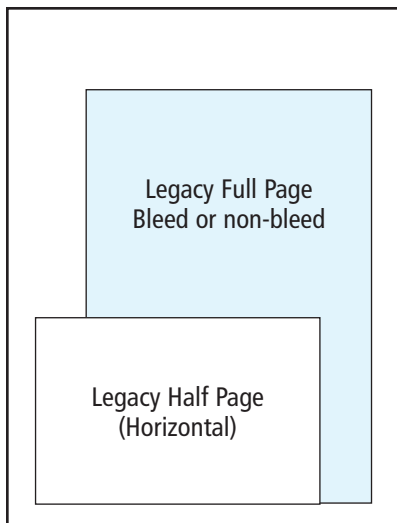 Legacy Full Page
Bleed or non-bleed
Legacy Half Page
(Horizontal)